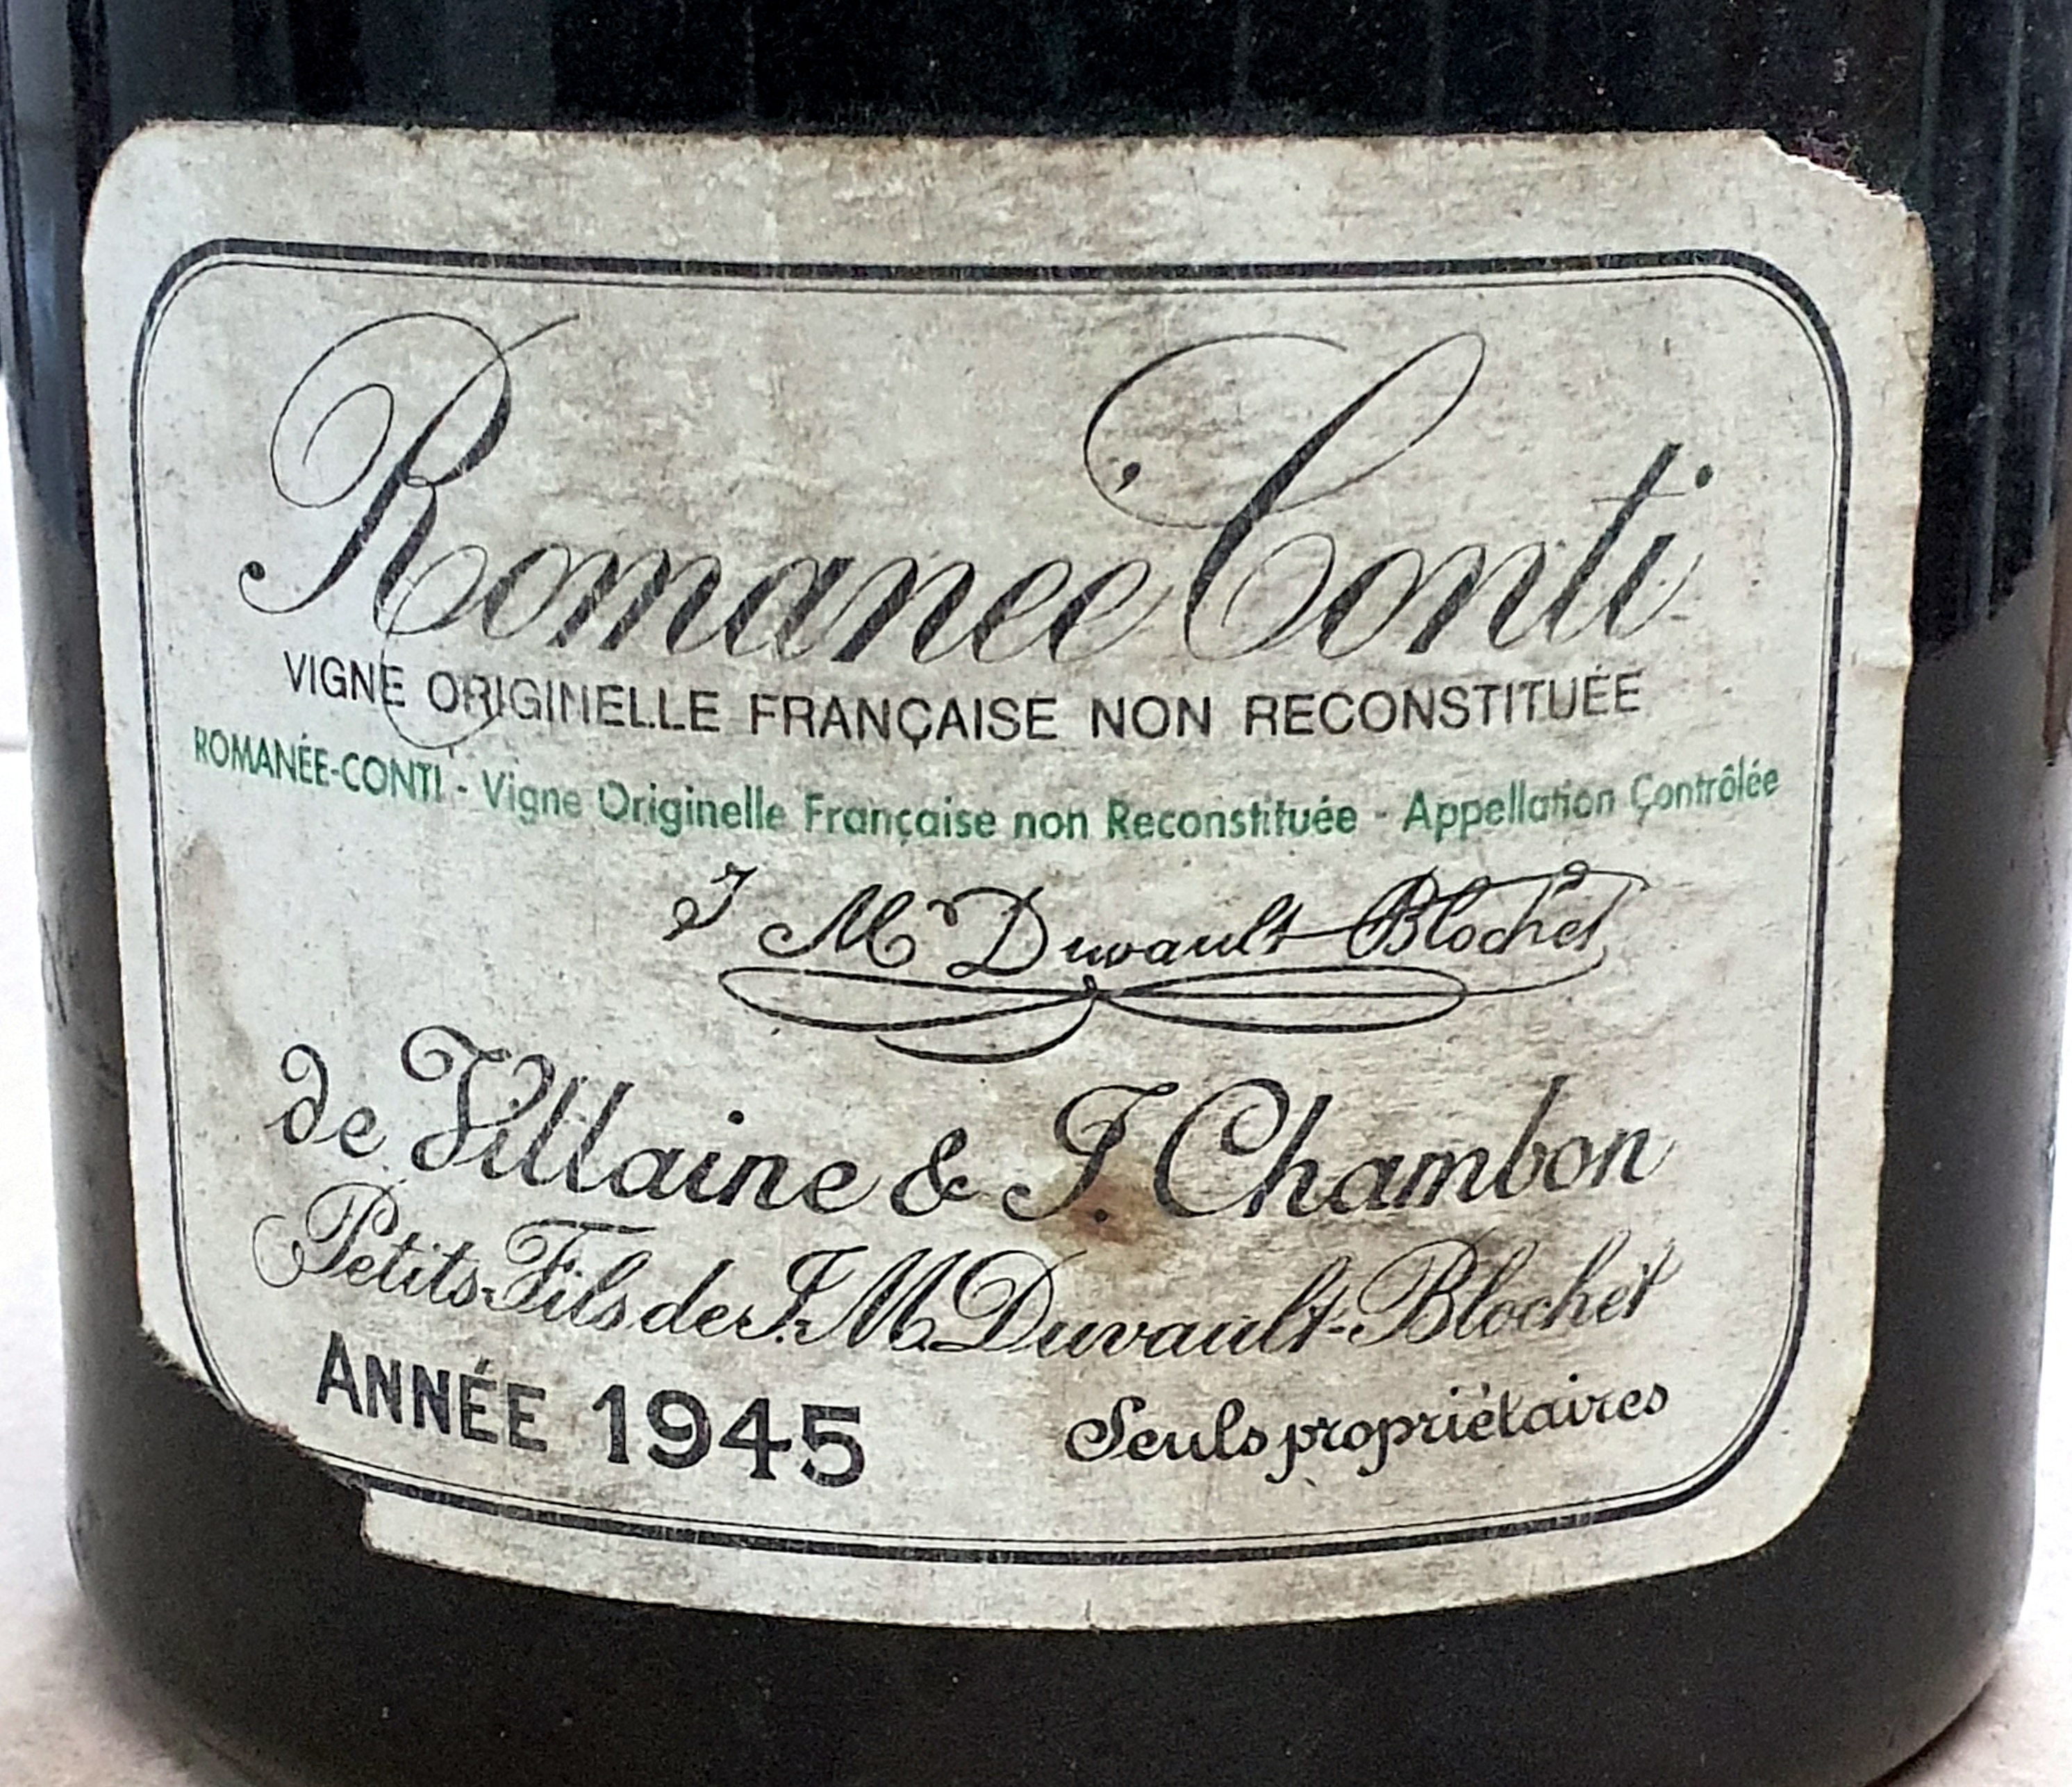 Romanée Conti
VIGNE ORIGINELLE FRANÇAISE NON RECONSTITUÉE
ROMANÉE-CONTI - Vigne Originelle Française non Reconstituée - Appellation Contrôlée
J M Duvault Blochet
de Villaine & J. Chambon
Petits-Fils de J. M. Duvault-Blochet
ANNÉE 1945
Seuls propriétaires